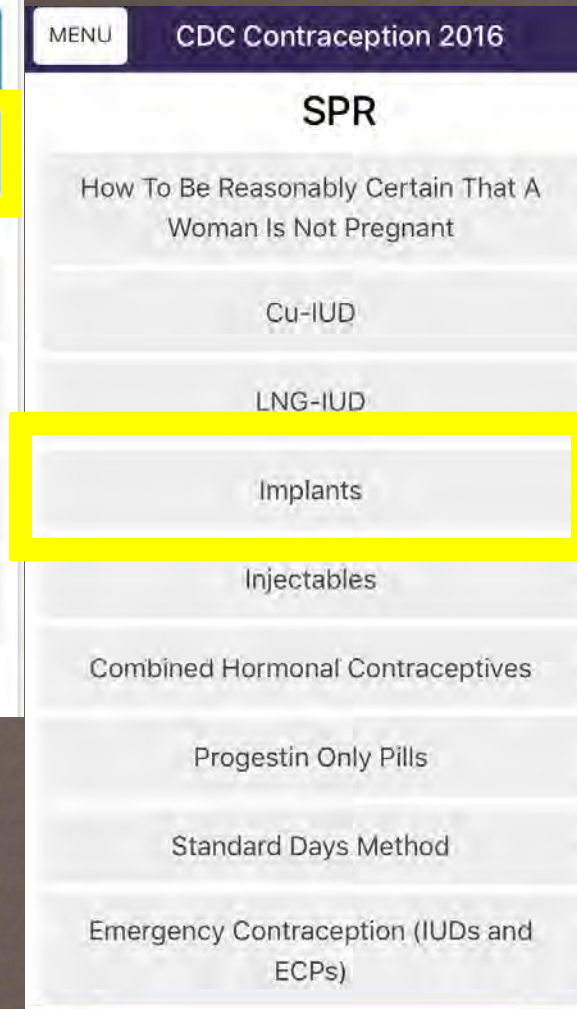 MENU
CDC Contraception 2016
SPR
How To Be Reasonably Certain That A
Woman Is Not Pregnant
Cu-IUD
LNG-IUD
Implants
Injectables
Combined Hormonal Contraceptives
Progestin Only Pills
Standard Days Method
Emergency Contraception (IUDs and
ECPs)